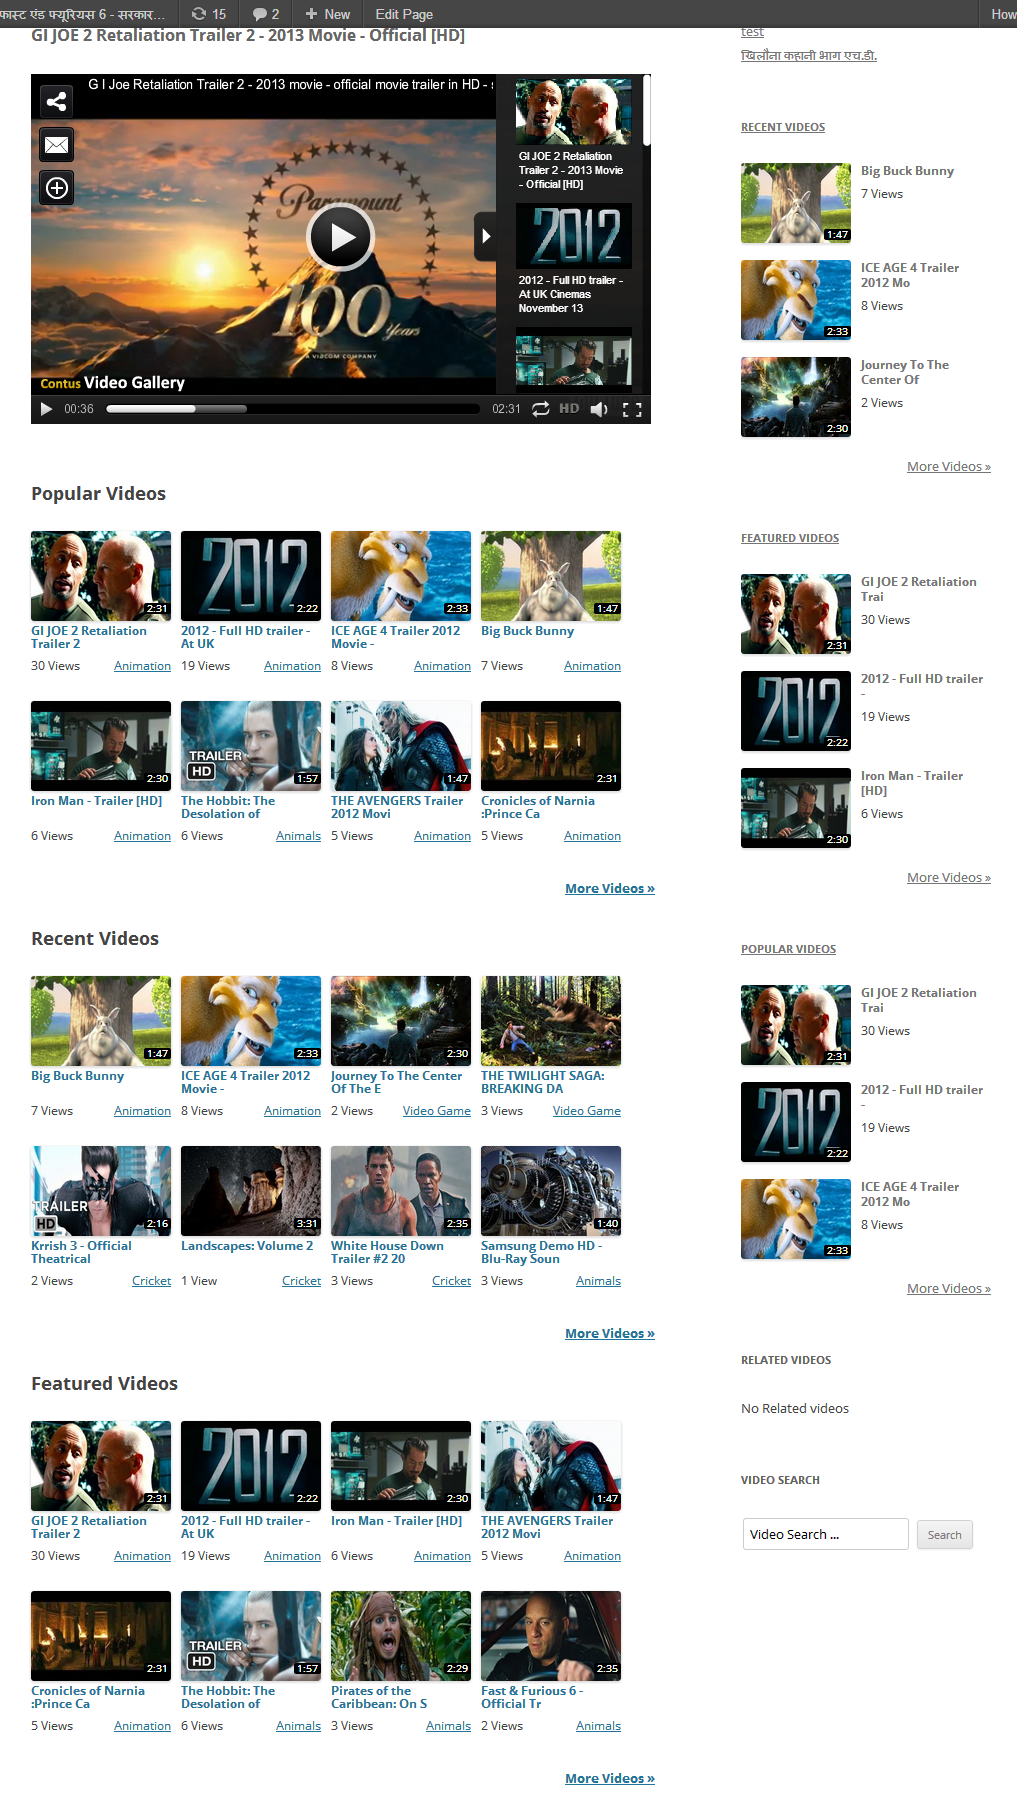 फास्ट एंड फ्यूरियस 6 - सरकार... 15 2 + New Edit Page How
GI JOE 2 Retaliation Trailer 2 - 2013 Movie - Official [HD]
G I Joe Retaliation Trailer 2 - 2013 movie - official movie trailer in HD -
Paramount
100 Years
A VIACOM COMPANY
Contus Video Gallery
GI JOE 2 Retaliation
Trailer 2 - 2013 Movie
- Official [HD]
2012
2012 - Full HD trailer -
At UK Cinemas
November 13
00:36 02:31 HD
Popular Videos
2:31 2012 2:22 2:33 1:47
GI JOE 2 Retaliation Trailer 2
2012 - Full HD trailer - At UK
ICE AGE 4 Trailer 2012 Movie -
Big Buck Bunny
30 Views Animation 19 Views Animation 8 Views Animation 7 Views Animation
2:30 TRAILER HD 1:57 1:47 2:31
Iron Man - Trailer [HD]
The Hobbit: The Desolation of
THE AVENGERS Trailer 2012 Movi
Cronicles of Narnia :Prince Ca
6 Views Animation 6 Views Animals 5 Views Animation 5 Views Animation
More Videos »
Recent Videos
1:47 2:33 2:30
Big Buck Bunny
ICE AGE 4 Trailer 2012 Movie -
Journey To The Center Of The E
THE TWILIGHT SAGA: BREAKING DA
7 Views Animation 8 Views Animation 2 Views Video Game 3 Views Video Game
TRAILER HD 2:16 3:31 2:35 1:40
Krrish 3 - Official Theatrical
Landscapes: Volume 2
White House Down Trailer #2 20
Samsung Demo HD - Blu-Ray Soun
2 Views Cricket 1 View Cricket 3 Views Cricket 3 Views Animals
More Videos »
Featured Videos
2:31 2012 2:22 2:30 1:47
GI JOE 2 Retaliation Trailer 2
2012 - Full HD trailer - At UK
Iron Man - Trailer [HD]
THE AVENGERS Trailer 2012 Movi
30 Views Animation 19 Views Animation 6 Views Animation 5 Views Animation
2:31 TRAILER HD 1:57 2:29 2:35
Cronicles of Narnia :Prince Ca
The Hobbit: The Desolation of
Pirates of the Caribbean: On S
Fast & Furious 6 - Official Tr
5 Views Animation 6 Views Animals 3 Views Animals 2 Views Animals
More Videos »
test
खिलौना कहानी भाग एच.डी.
RECENT VIDEOS
1:47
Big Buck Bunny
7 Views
2:33
ICE AGE 4 Trailer
2012 Mo
8 Views
2:30
Journey To The
Center Of
2 Views
More Videos »
FEATURED VIDEOS
2:31
GI JOE 2 Retaliation
Trai
30 Views
2012 2:22
2012 - Full HD trailer
-
19 Views
2:30
Iron Man - Trailer
[HD]
6 Views
More Videos »
POPULAR VIDEOS
2:31
GI JOE 2 Retaliation
Trai
30 Views
2012 2:22
2012 - Full HD trailer
-
19 Views
2:33
ICE AGE 4 Trailer
2012 Mo
8 Views
More Videos »
RELATED VIDEOS
No Related videos
VIDEO SEARCH
Video Search ... Search